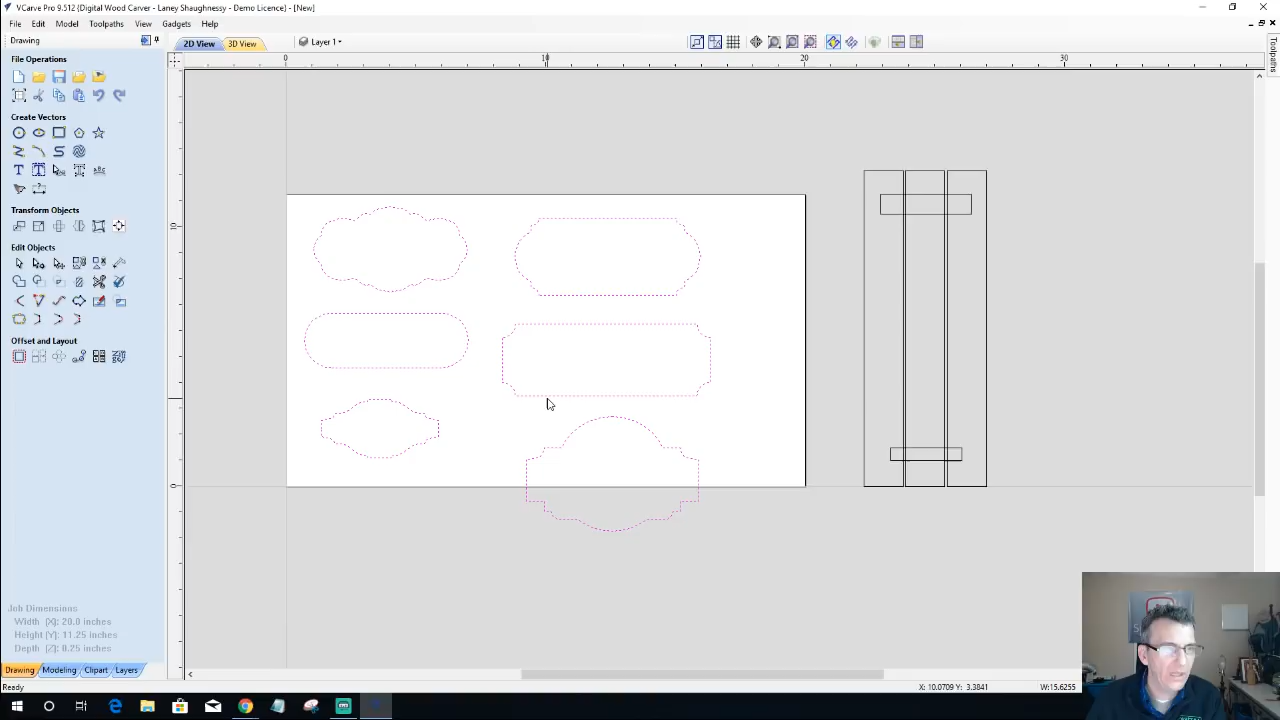 VCarve Pro 9.512 {Digital Wood Carver - Laney Shaughnessy - Demo Licence} - [New]
File Edit Model Toolpaths View Gadgets Help
Drawing
2D View 3D View Layer 1
File Operations
Create Vectors
Transform Objects
Edit Objects
Offset and Layout
0 10 20 30
10
0
Toolpaths
Job Dimensions
Width [X]: 20.0 inches
Height [Y]: 11.25 inches
Depth [Z]: 0.25 inches
Drawing Modeling Clipart Layers
Ready X: 10.0709 Y: 3.3841 W:15.6255